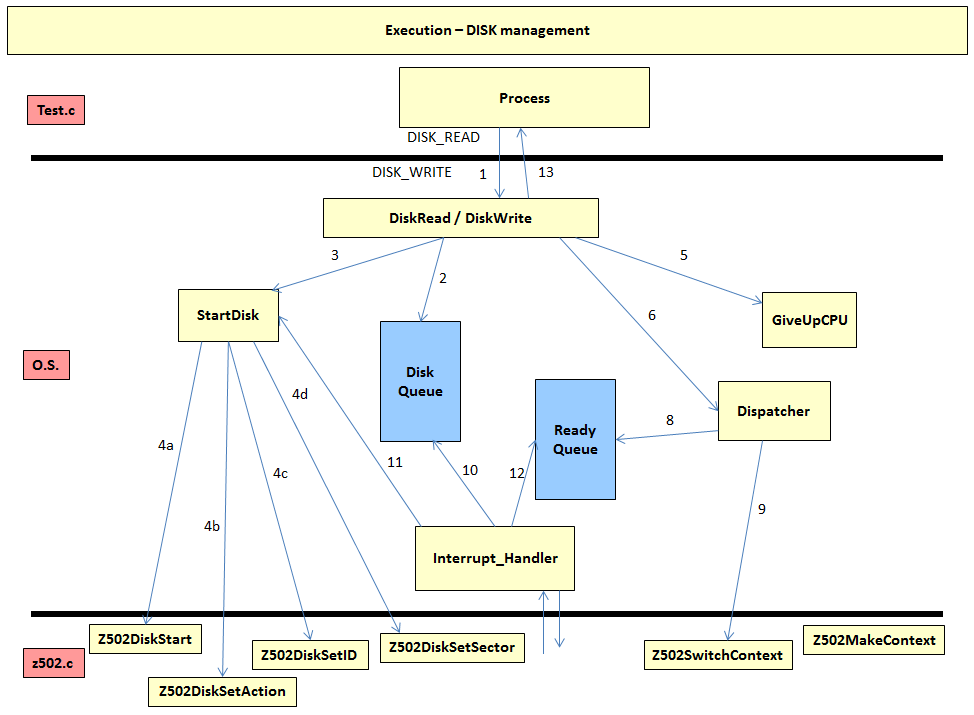 Execution – DISK management
Process
Test.c
DISK_READ
DISK_WRITE
1
13
DiskRead / DiskWrite
3
2
5
6
StartDisk
GiveUpCPU
O.S.
Disk
Queue
Ready
Queue
Dispatcher
4d
8
4a
11
10
12
4c
4b
9
Interrupt_Handler
Z502DiskStart
Z502DiskSetID
Z502DiskSetSector
Z502SwitchContext
Z502MakeContext
z502.c
Z502DiskSetAction